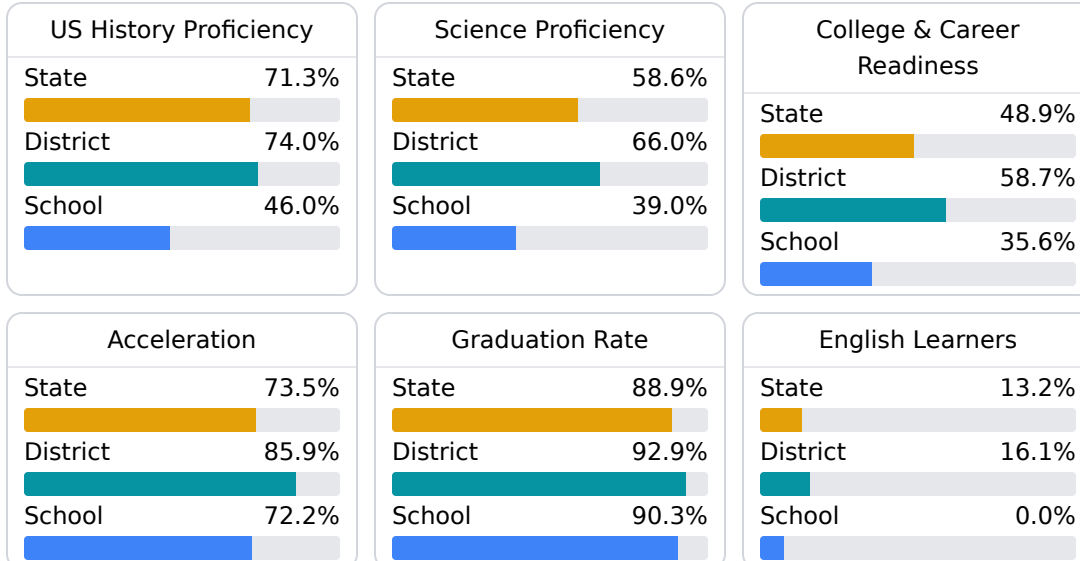 US History Proficiency
State 71.3%
District 74.0%
School 46.0%
Science Proficiency
State 58.6%
District 66.0%
School 39.0%
College & Career
Readiness
State 48.9%
District 58.7%
School 35.6%
Acceleration
State 73.5%
District 85.9%
School 72.2%
Graduation Rate
State 88.9%
District 92.9%
School 90.3%
English Learners
State 13.2%
District 16.1%
School 0.0%